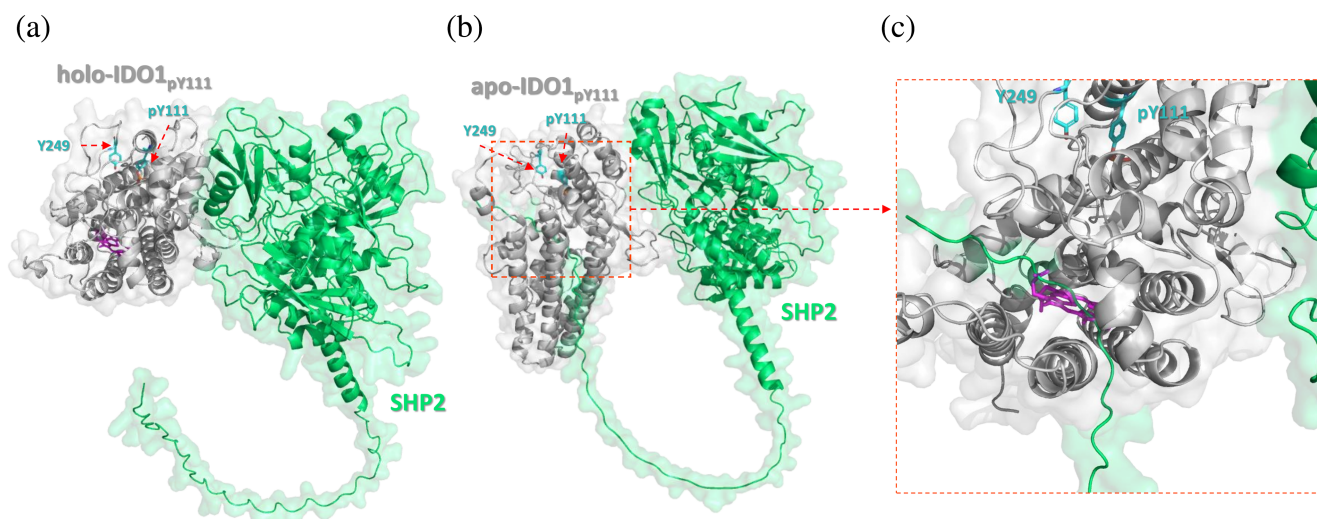 (a)
(b)
(c)
holo-IDO1pY111
pY111
Y249
SHP2
apo-IDO1pY111
Y249
pY111
SHP2
Y249
pY111